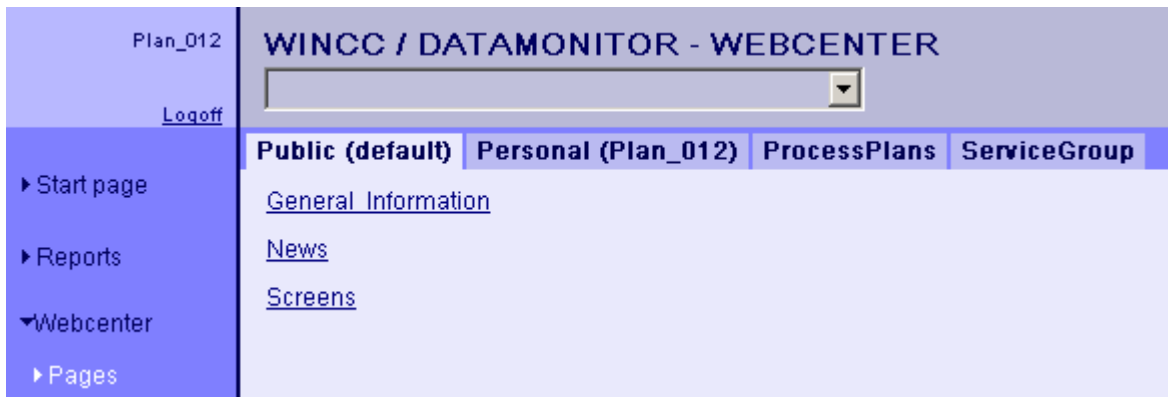 Plan_012
Logoff
Start page
Reports
Webcenter
Pages
WINCC / DATAMONITOR - WEBCENTER
Public (default) Personal (Plan_012) ProcessPlans ServiceGroup
General Information
News
Screens